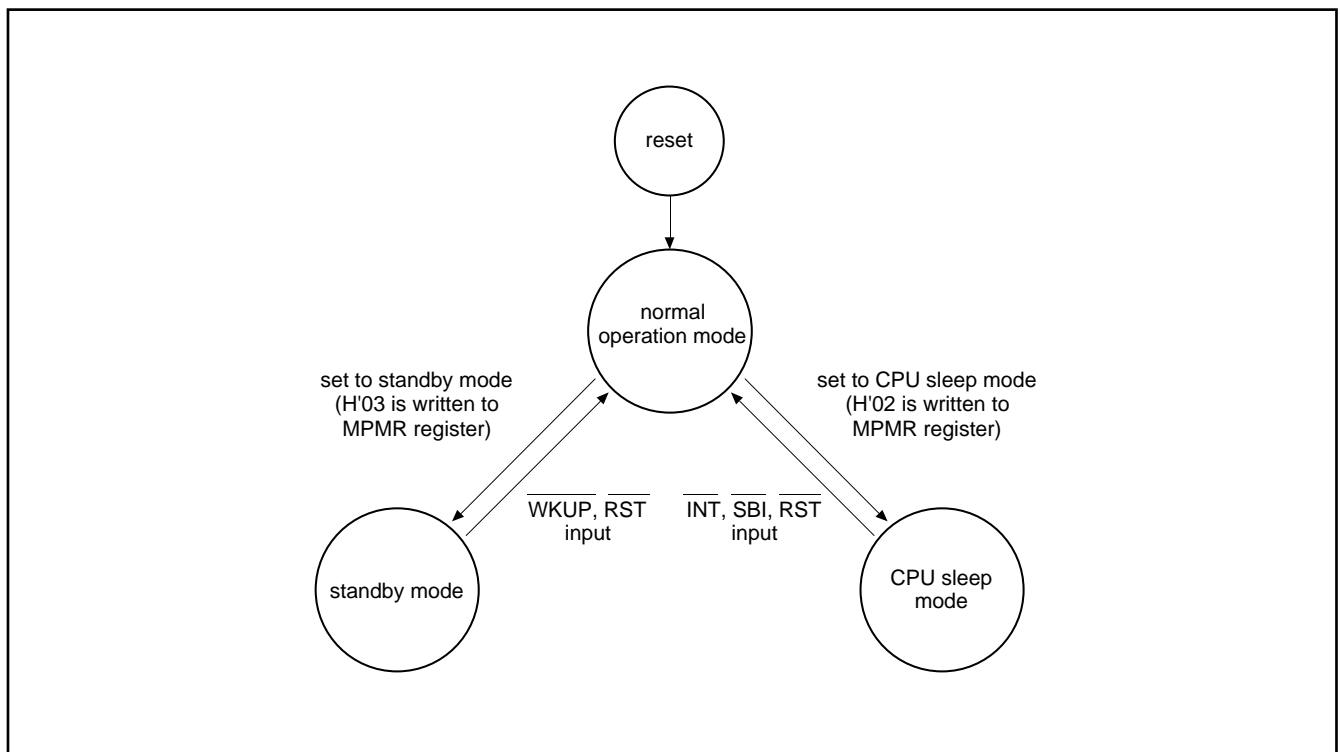 reset
normal
operation mode
set to standby mode
(H'03 is written to
MPMR register)
set to CPU sleep mode
(H'02 is written to
MPMR register)
WKUP, RST
input
INT, SBI, RST
input
standby mode
CPU sleep
mode